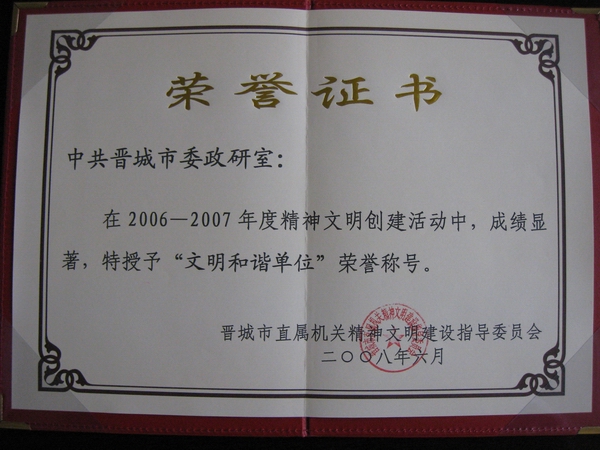 荣誉证书
中共晋城市委政研室：
在2006—2007年度精神文明创建活动中，成绩显
著，特授予“文明和谐单位”荣誉称号。
晋城市直属机关精神文明建设指导委员会
二〇〇八年六月